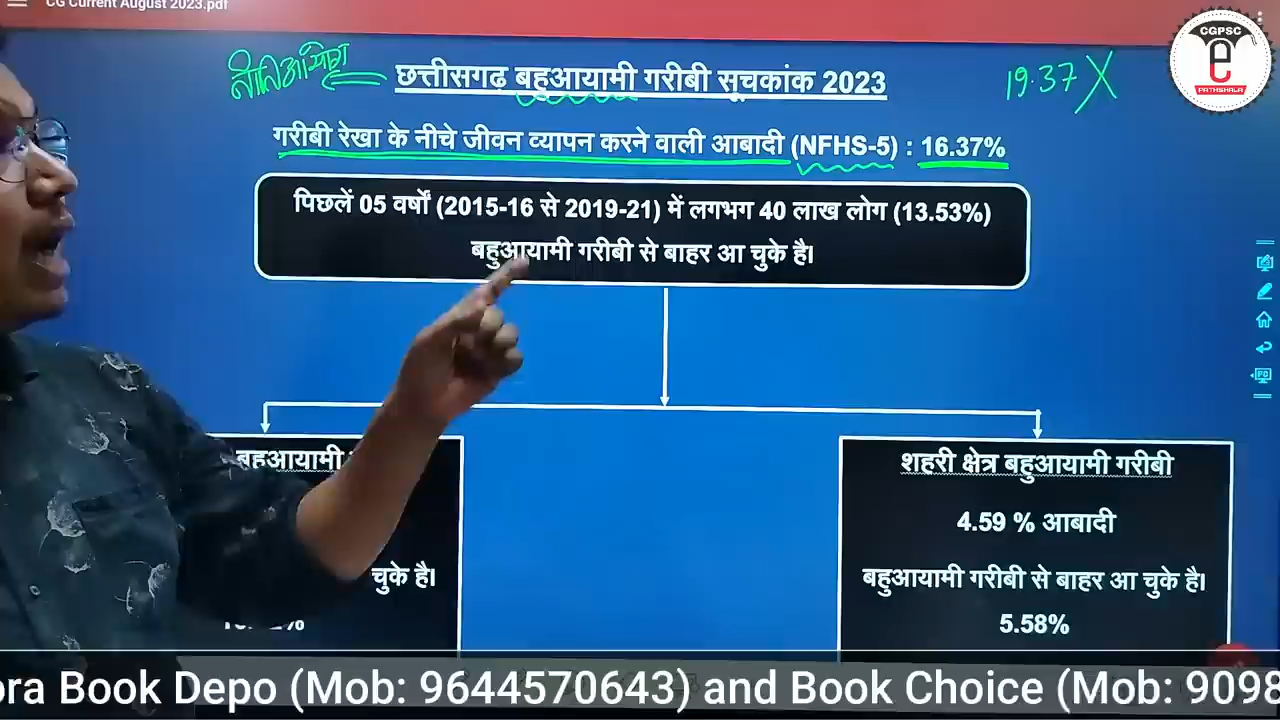 CG Current August 2023.pdf
नीतिआयोग
छत्तीसगढ़ बहुआयामी गरीबी सूचकांक 2023
19.37 X
CGPSC
e
PATHSHALA
गरीबी रेखा के नीचे जीवन व्यापन करने वाली आबादी (NFHS-5) : 16.37%
पिछलें 05 वर्षों (2015-16 से 2019-21) में लगभग 40 लाख लोग (13.53%)
बहुआयामी गरीबी से बाहर आ चुके है।
बहुआयामी
चुके है।
शहरी क्षेत्र बहुआयामी गरीबी
4.59 % आबादी
बहुआयामी गरीबी से बाहर आ चुके है।
5.58%
ora Book Depo (Mob: 9644570643) and Book Choice (Mob: 9098